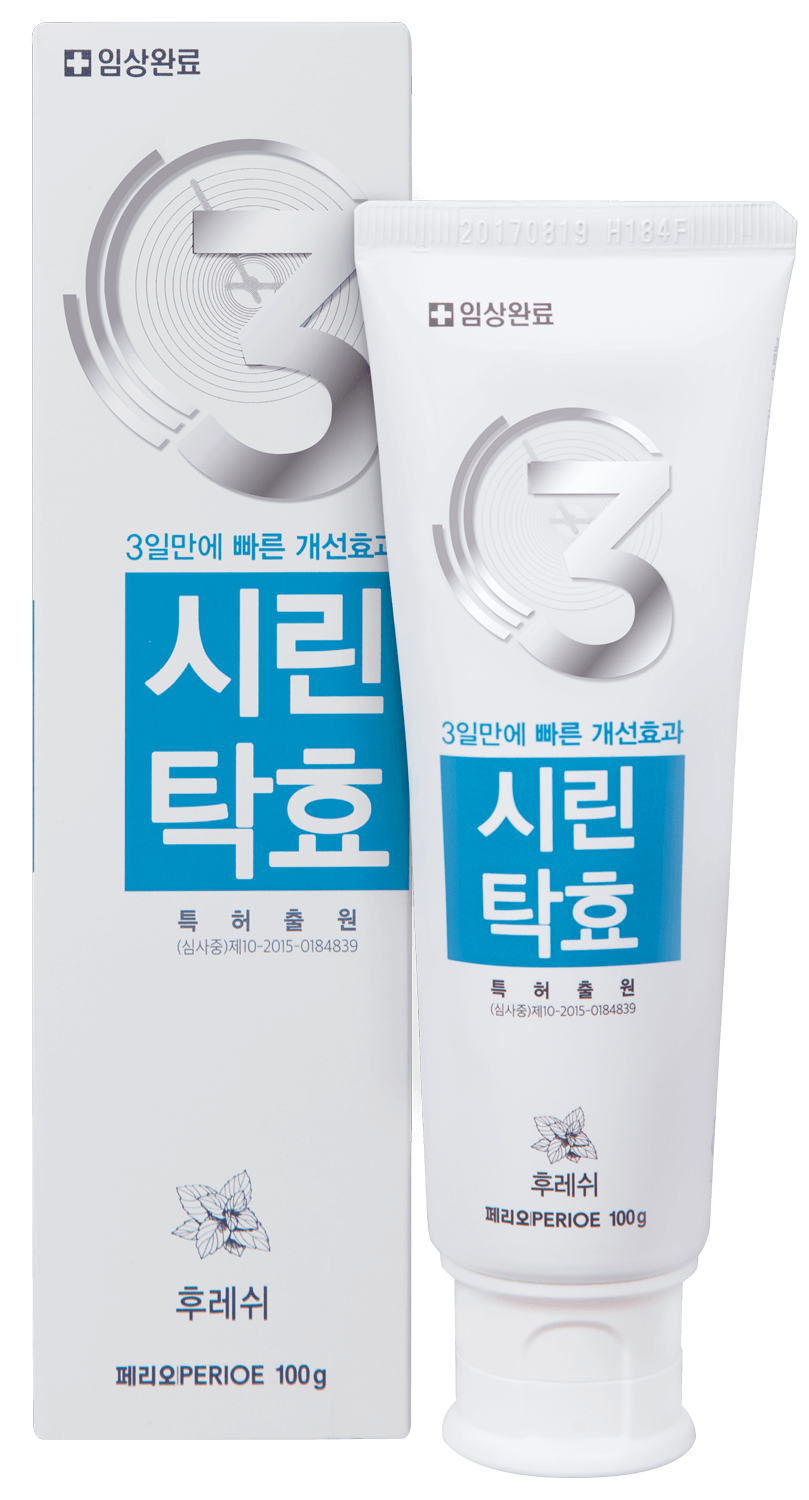 임상완료
3
3일만에 빠른 개선효과
시린
탁효
특허출원
(심사중)제10-2015-0184839
후레쉬
페리오|PERIOE 100g
20170819 H184F
임상완료
3
3일만에 빠른 개선효과
시린
탁효
특허출원
(심사중)제10-2015-0184839
후레쉬
페리오|PERIOE 100g